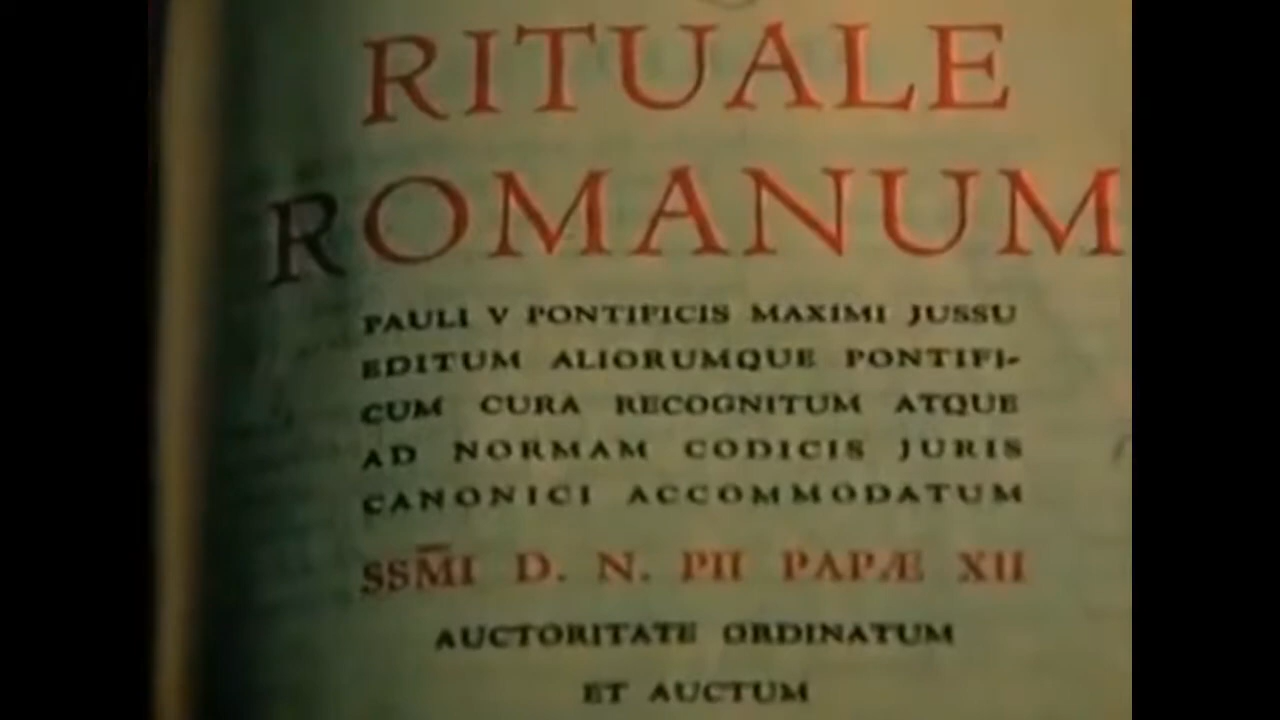 RITUALE
ROMANUM
PAULI V PONTIFICIS MAXIMI JUSSU
EDITUM ALIORUMQUE PONTIFI-
CUM CURA RECOGNITUM ATQUE
AD NORMAM CODICIS JURIS
CANONICI ACCOMMODATUM
SSM̅I D. N. PII PAPÆ XII
AUCTORITATE ORDINATUM
ET AUCTUM